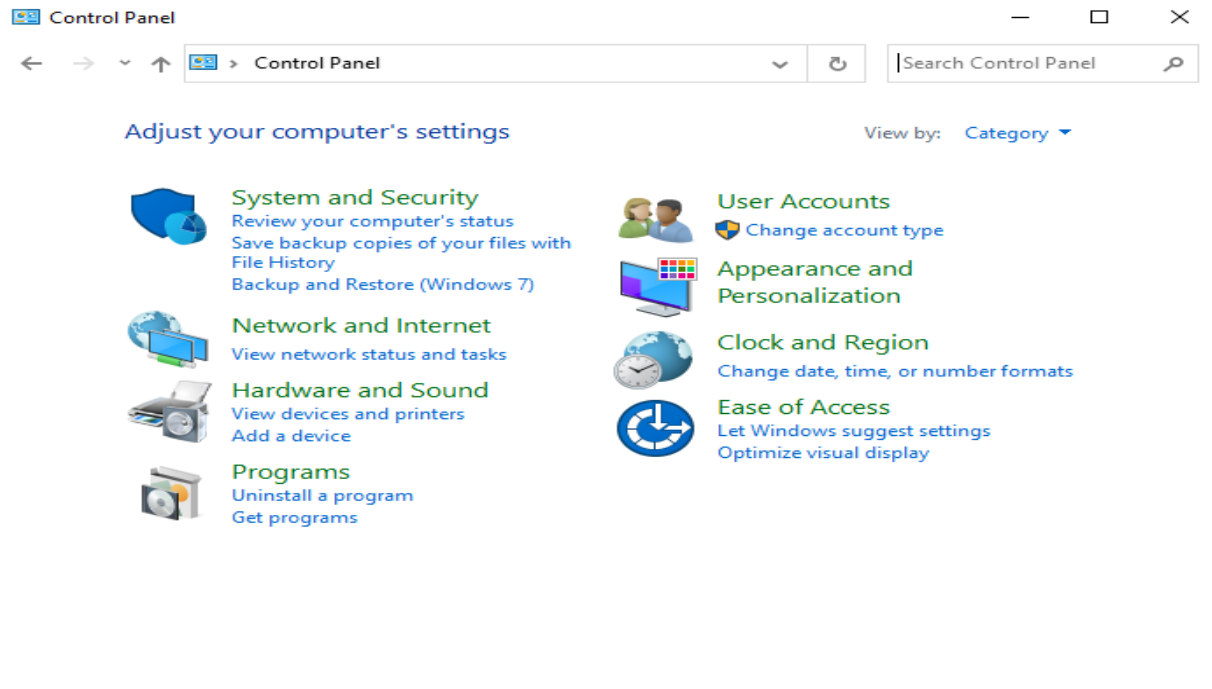 Control Panel
Control Panel
Search Control Panel
Adjust your computer's settings
View by: Category
System and Security
Review your computer's status
Save backup copies of your files with
File History
Backup and Restore (Windows 7)
Network and Internet
View network status and tasks
Hardware and Sound
View devices and printers
Add a device
Programs
Uninstall a program
Get programs
User Accounts
Change account type
Appearance and
Personalization
Clock and Region
Change date, time, or number formats
Ease of Access
Let Windows suggest settings
Optimize visual display